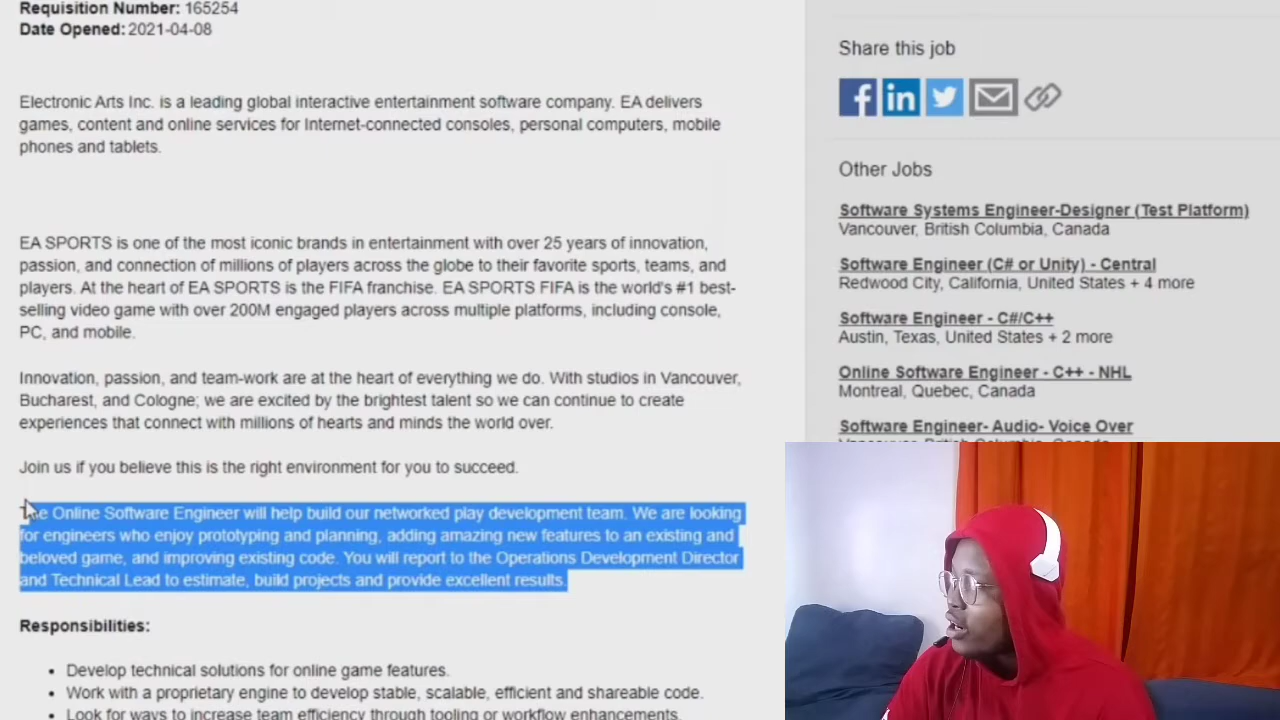 Requisition Number: 165254
Date Opened: 2021-04-08
Electronic Arts Inc. is a leading global interactive entertainment software company. EA delivers
games, content and online services for Internet-connected consoles, personal computers, mobile
phones and tablets.
EA SPORTS is one of the most iconic brands in entertainment with over 25 years of innovation,
passion, and connection of millions of players across the globe to their favorite sports, teams, and
players. At the heart of EA SPORTS is the FIFA franchise. EA SPORTS FIFA is the world's #1 best-
selling video game with over 200M engaged players across multiple platforms, including console,
PC, and mobile.
Innovation, passion, and team-work are at the heart of everything we do. With studios in Vancouver,
Bucharest, and Cologne; we are excited by the brightest talent so we can continue to create
experiences that connect with millions of hearts and minds the world over.
Join us if you believe this is the right environment for you to succeed.
The Online Software Engineer will help build our networked play development team. We are looking
for engineers who enjoy prototyping and planning, adding amazing new features to an existing and
beloved game, and improving existing code. You will report to the Operations Development Director
and Technical Lead to estimate, build projects and provide excellent results.
Responsibilities:
• Develop technical solutions for online game features.
• Work with a proprietary engine to develop stable, scalable, efficient and shareable code.
• Look for ways to increase team efficiency through tooling or workflow enhancements.
Share this job
Other Jobs
Software Systems Engineer-Designer (Test Platform)
Vancouver, British Columbia, Canada
Software Engineer (C# or Unity) - Central
Redwood City, California, United States + 4 more
Software Engineer - C#/C++
Austin, Texas, United States + 2 more
Online Software Engineer - C++ - NHL
Montreal, Quebec, Canada
Software Engineer- Audio- Voice Over
Vancouver, British Columbia, Canada